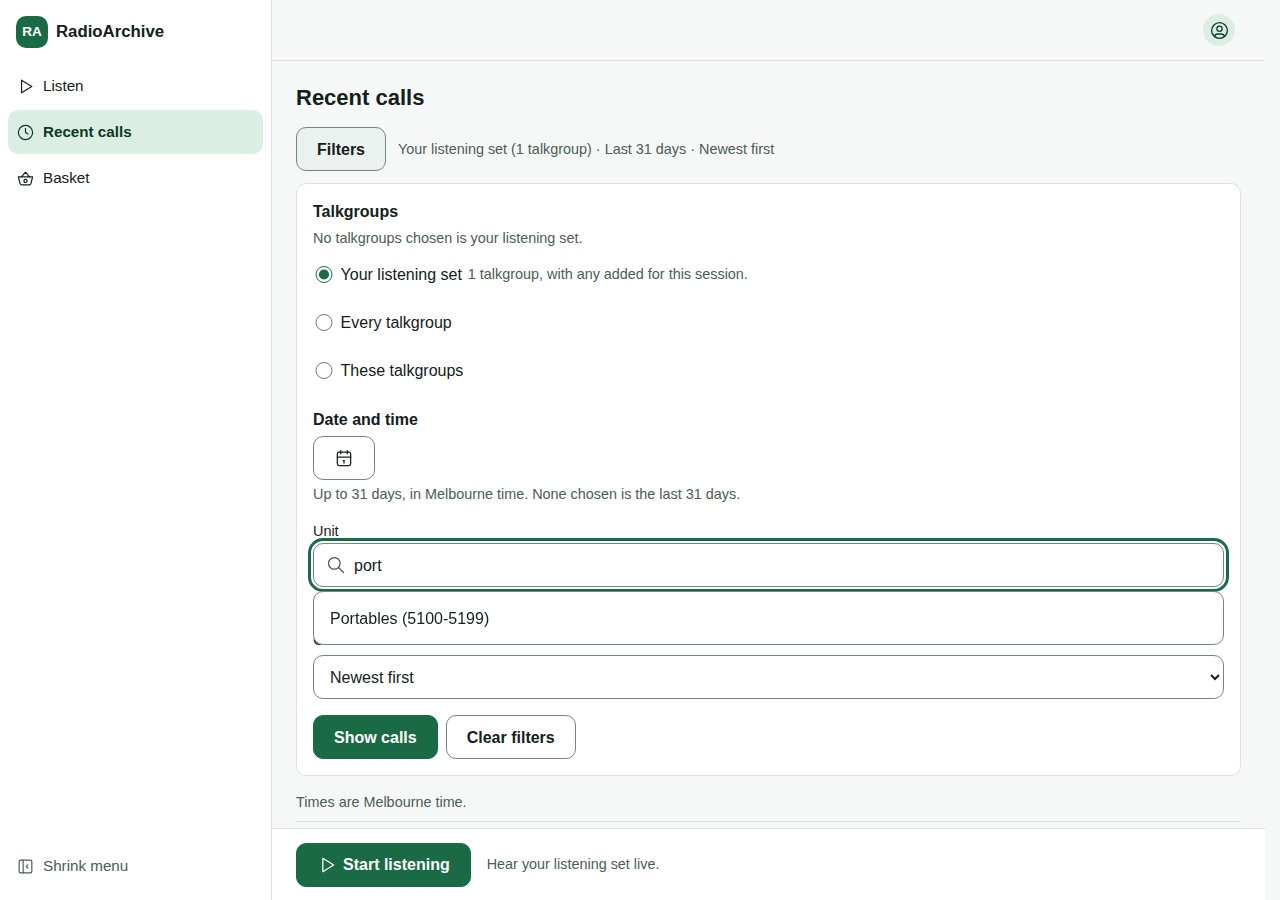 RA RadioArchive
Listen
Recent calls
Basket
Shrink menu
Recent calls
Filters
Your listening set (1 talkgroup) · Last 31 days · Newest first
Talkgroups
No talkgroups chosen is your listening set.
Your listening set 1 talkgroup, with any added for this session.
Every talkgroup
These talkgroups
Date and time
Up to 31 days, in Melbourne time. None chosen is the last 31 days.
Unit
port
Portables (5100-5199)
Newest first
Show calls
Clear filters
Times are Melbourne time.
Start listening
Hear your listening set live.